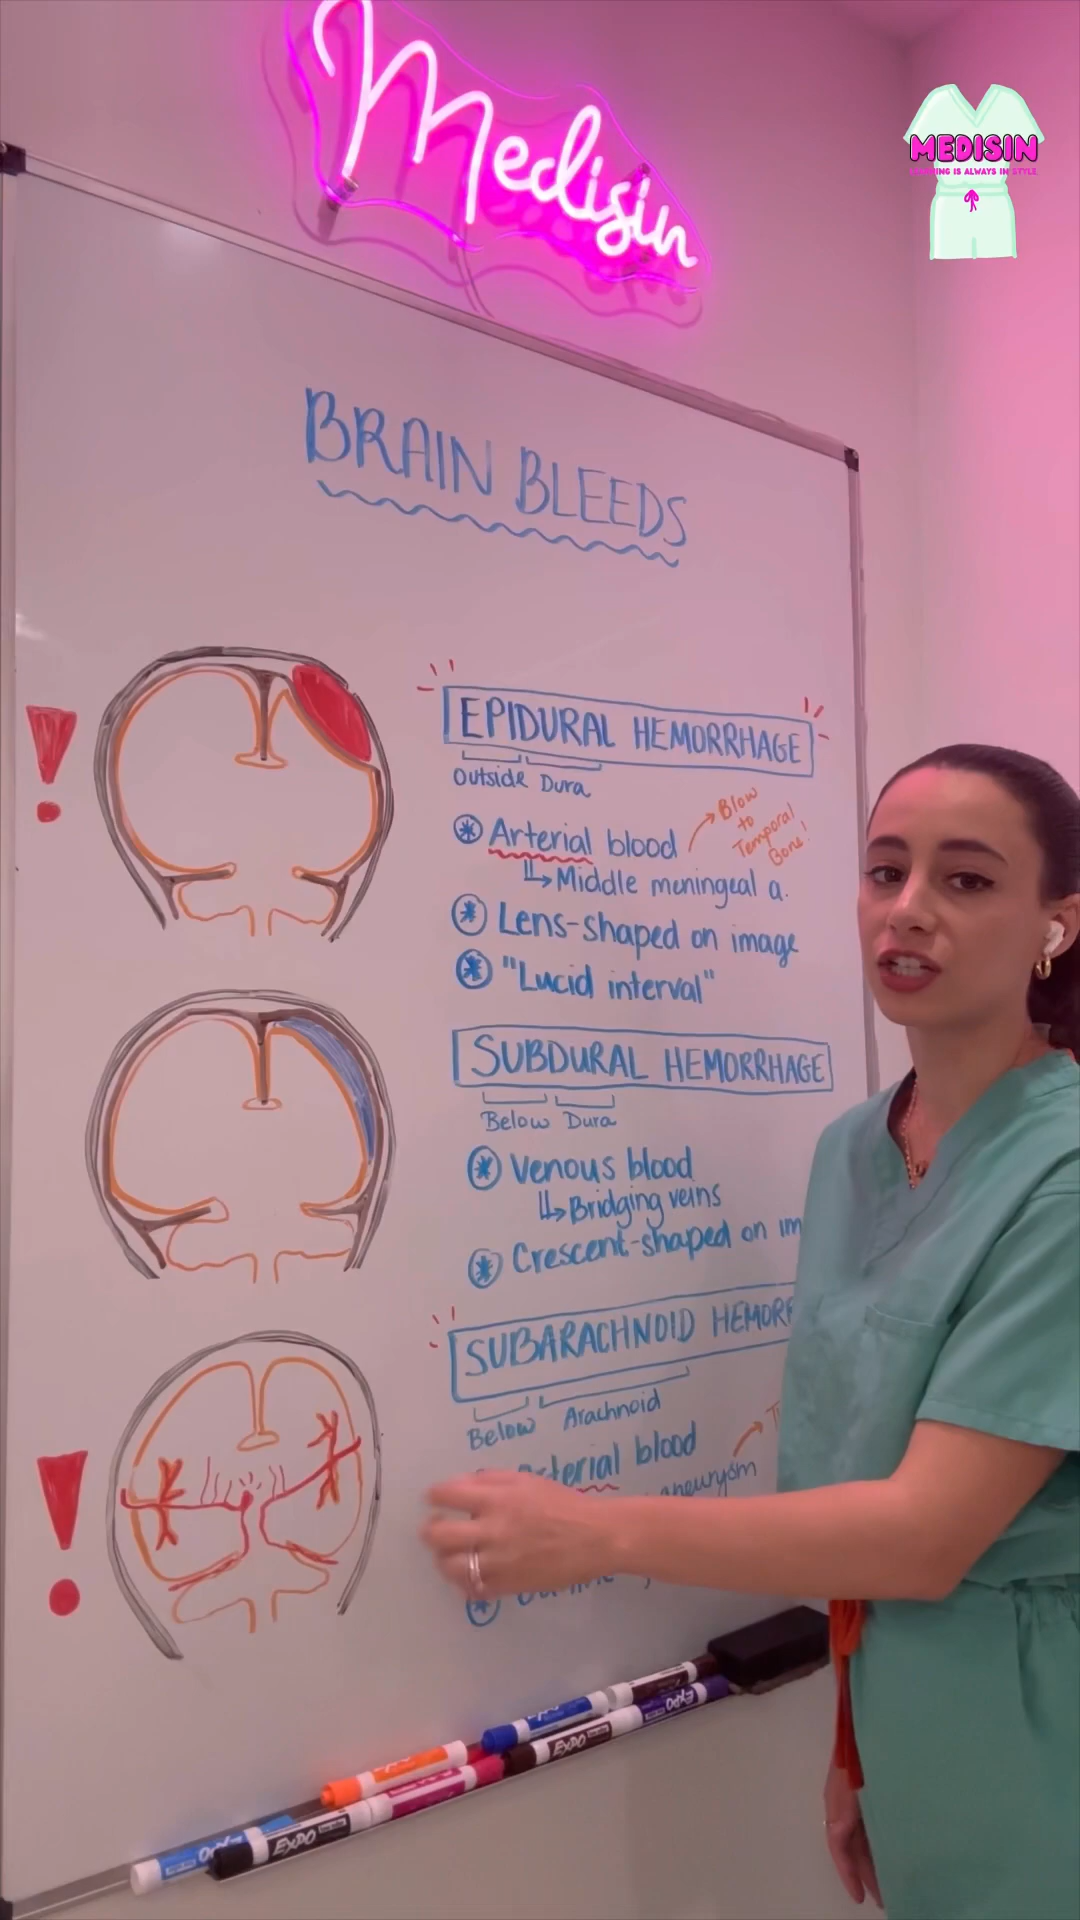 Medisin
MEDISIN
BRAIN BLEEDS
EPIDURAL HEMORRHAGE
Outside Dura
Arterial blood
Blow
to
Temporal
Bone!
Middle meningeal a.
Lens-shaped on image
"Lucid interval"
SUBDURAL HEMORRHAGE
Below Dura
Venous blood
Bridging veins
Crescent-shaped on im
SUBARACHNOID HEMORR
Below Arachnoid
blood
aneurysm
EXPO
EXPO
EXPO